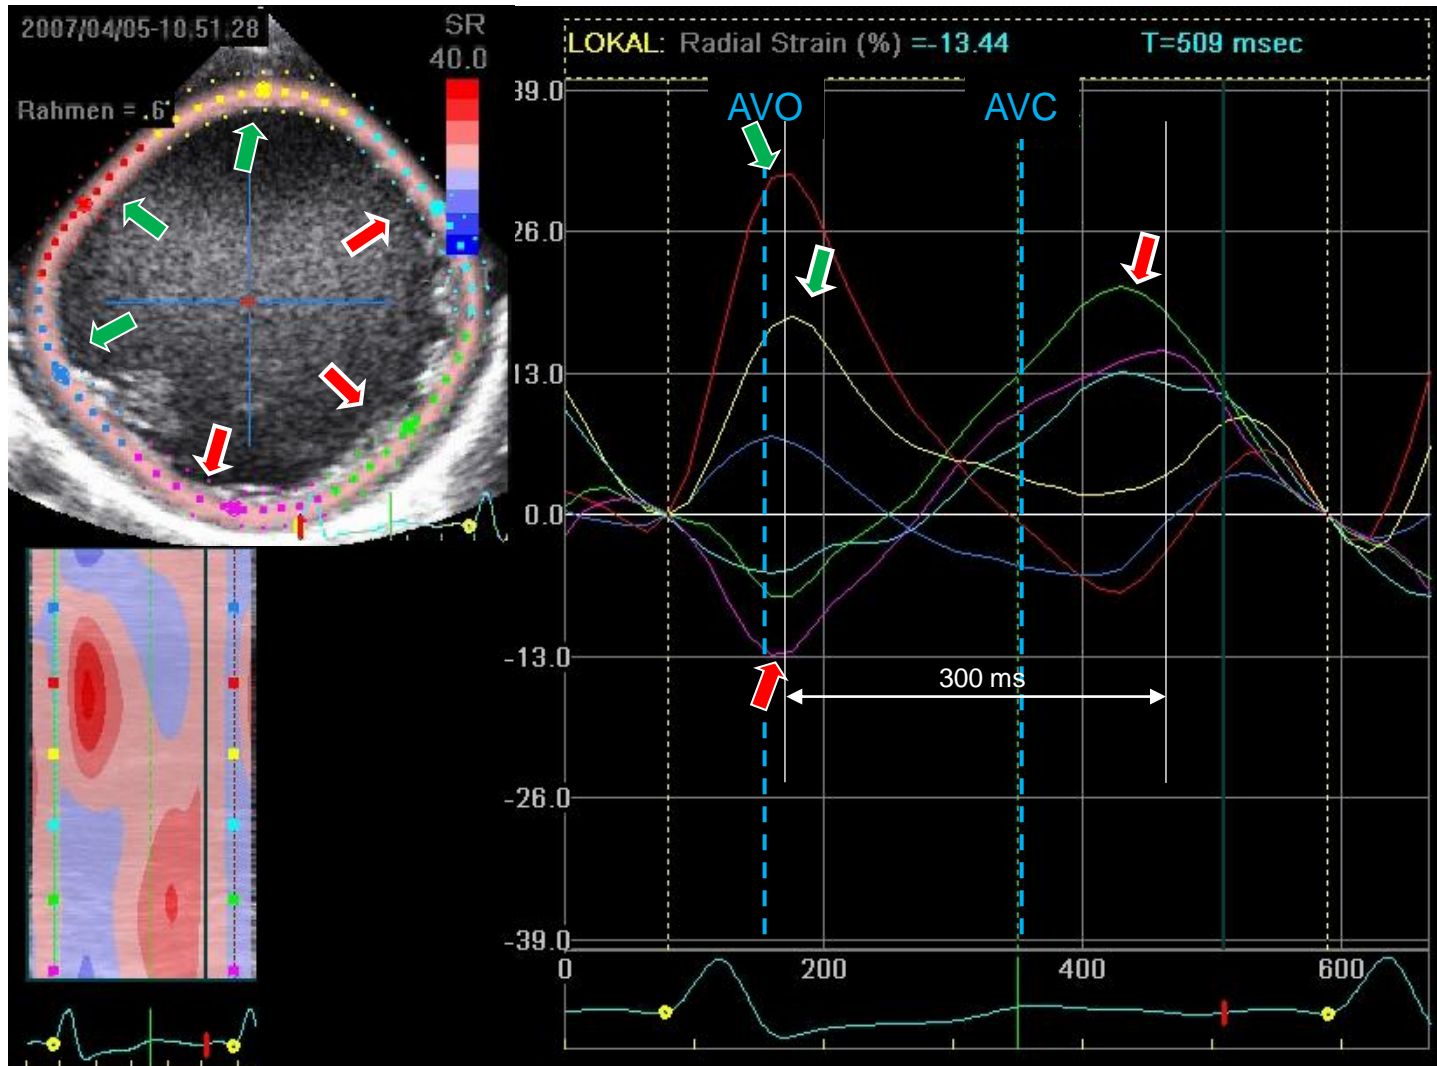 2007/04/05-10.51.28
SR
40.0
Rahmen = .6
LOKAL: Radial Strain (%) =-13.44 T=509 msec
39.0
AVO AVC
26.0
13.0
0.0
-13.0
300 ms
-26.0
-39.0
0 200 400 600